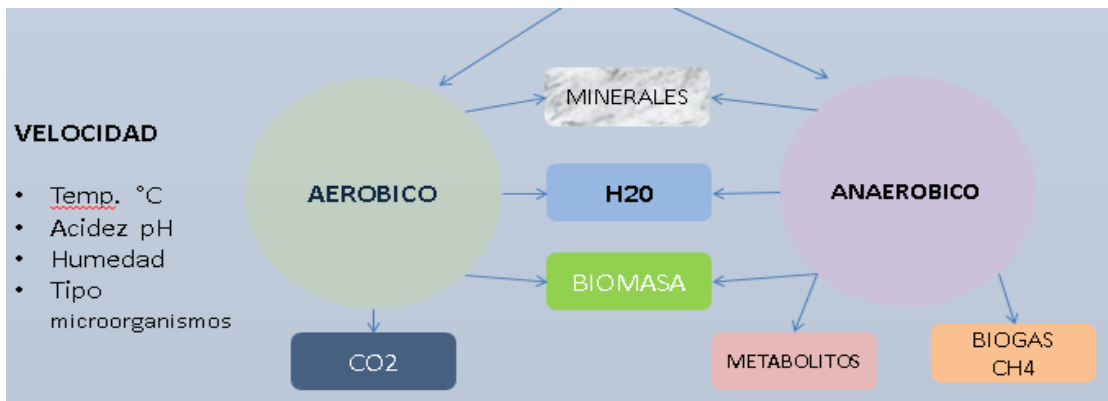 MINERALES
VELOCIDAD
• Temp. °C
• Acidez pH
• Humedad
• Tipo
microorganismos
AEROBICO
H20
ANAEROBICO
BIOMASA
CO2
METABOLITOS
BIOGAS
CH4